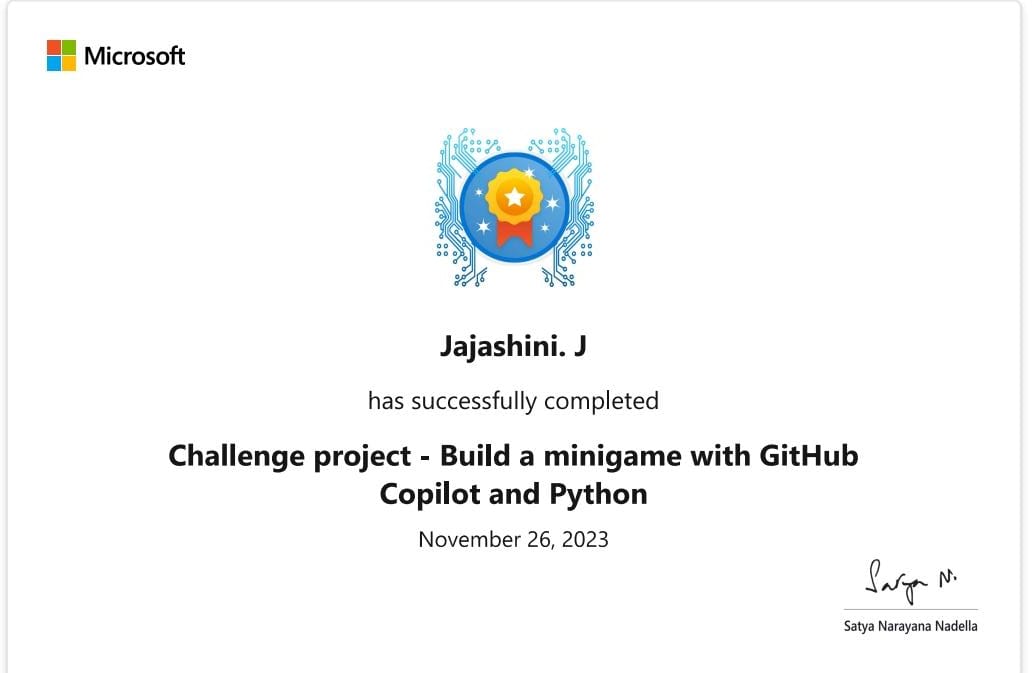 Microsoft
Jajashini. J
has successfully completed
Challenge project - Build a minigame with GitHub
Copilot and Python
November 26, 2023
Satya N.
Satya Narayana Nadella